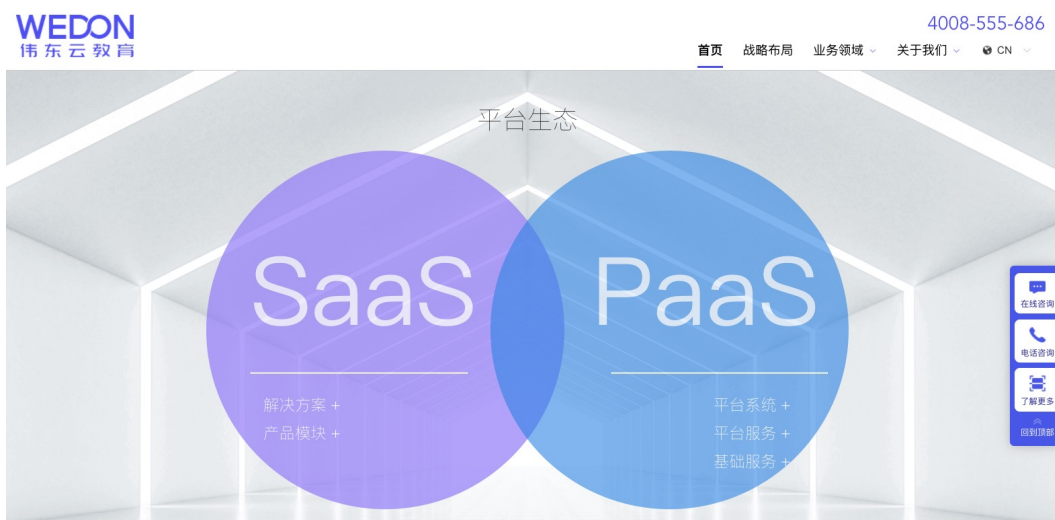 WEDON
伟东云教育
4008-555-686
首页 战略布局 业务领域 关于我们 CN
平台生态
SaaS
解决方案 +
产品模块 +
PaaS
平台系统 +
平台服务 +
基础服务 +
在线咨询
电话咨询
了解更多
回到顶部